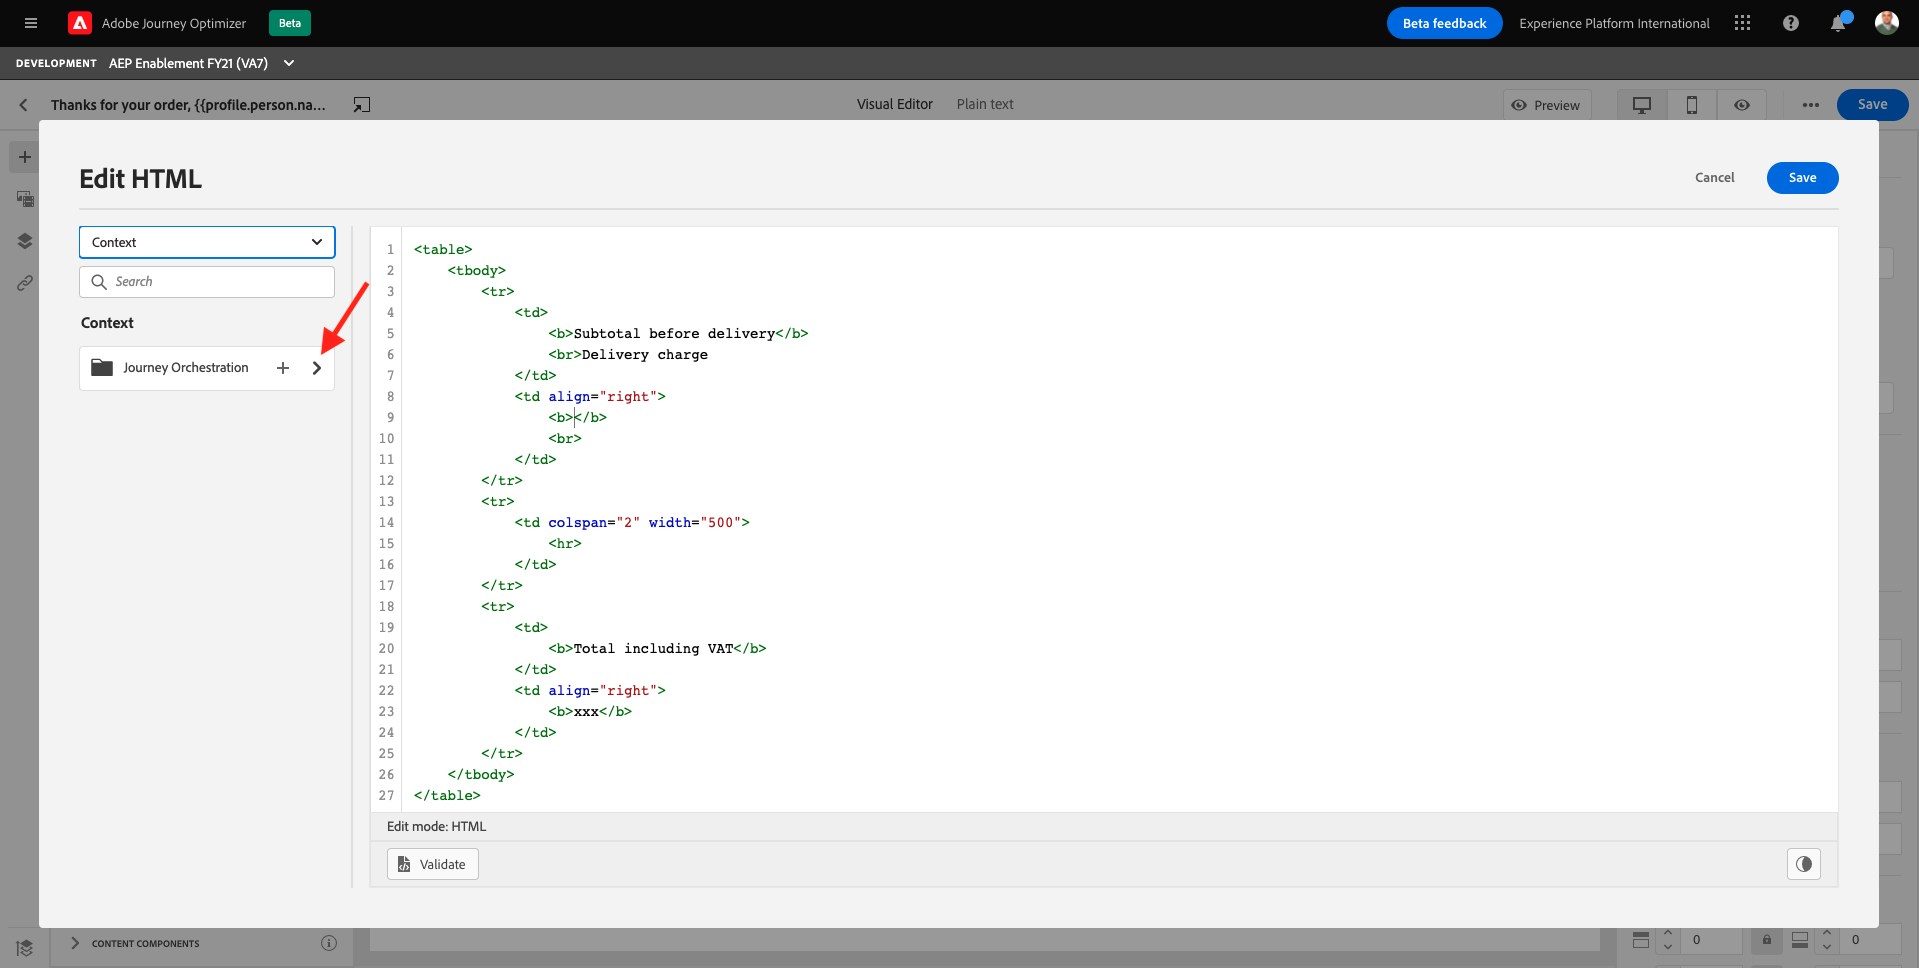 Adobe Journey Optimizer Beta Beta feedback Experience Platform International
DEVELOPMENT AEP Enablement FY21 (VA7)
Thanks for your order, {{profile.person.na... Visual Editor Plain text Preview Save
Edit HTML Cancel Save
Context
Search
Context
Journey Orchestration
1 <table>
2 <tbody>
3 <tr>
4 <td>
5 <b>Subtotal before delivery</b>
6 <br>Delivery charge
7 </td>
8 <td align="right">
9 <b></b>
10 <br>
11 </td>
12 </tr>
13 <tr>
14 <td colspan="2" width="500">
15 <hr>
16 </td>
17 </tr>
18 <tr>
19 <td>
20 <b>Total including VAT</b>
21 </td>
22 <td align="right">
23 <b>xxx</b>
24 </td>
25 </tr>
26 </tbody>
27 </table>
Edit mode: HTML
Validate
CONTENT COMPONENTS 0 0